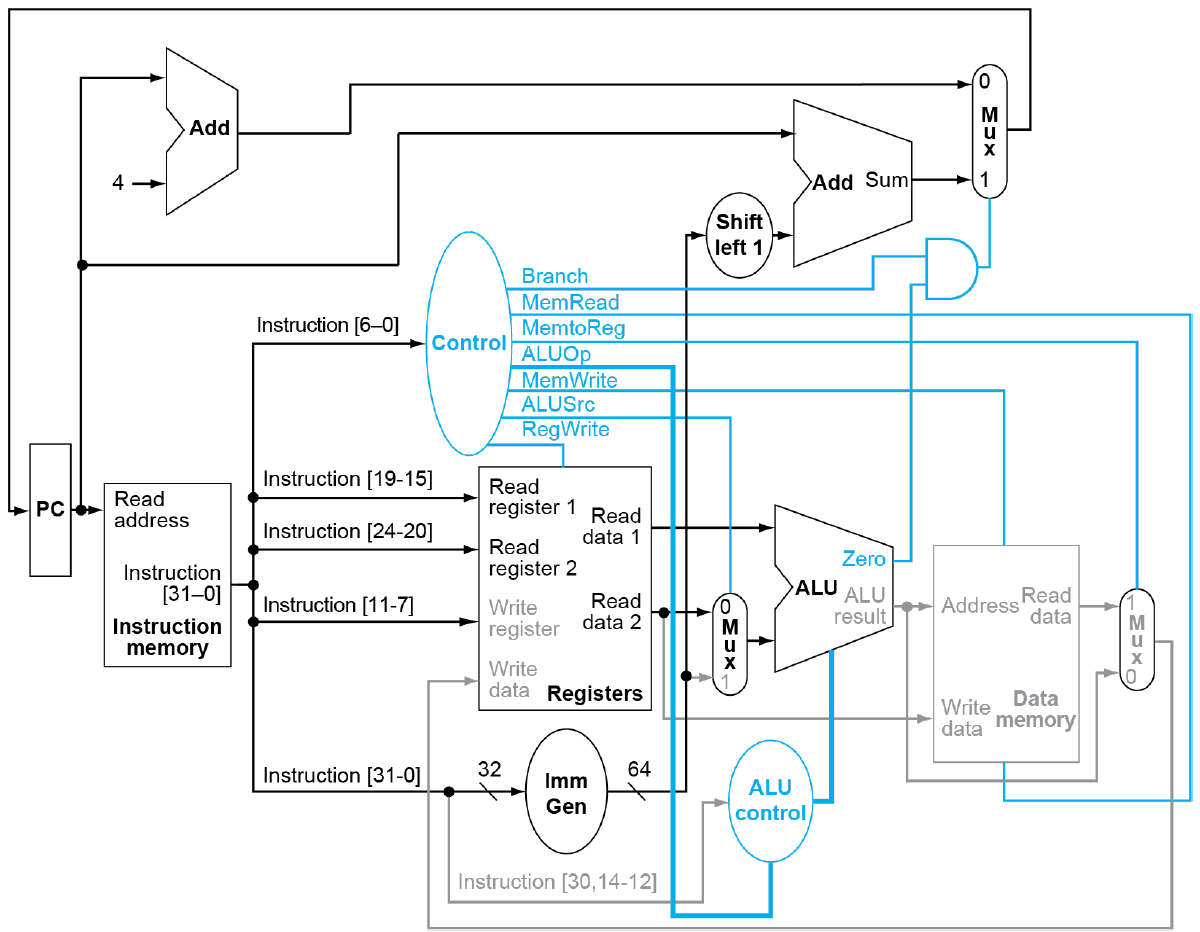 0
M
u
x
1
Add
4
Add
Sum
Shift
left 1
Branch
MemRead
MemtoReg
ALUOp
MemWrite
ALUSrc
RegWrite
Control
Instruction [6–0]
Instruction [19-15]
Instruction [24-20]
Instruction [11-7]
Instruction [31-0]
PC
Read
address
Instruction
[31–0]
Instruction
memory
Read
register 1
Read
register 2
Write
register
Write
data
Read
data 1
Read
data 2
Registers
0
M
u
x
1
Zero
ALU
ALU
result
Address
Read
data
Write
data
Data
memory
1
M
u
x
0
32
Imm
Gen
64
ALU
control
Instruction [30,14-12]